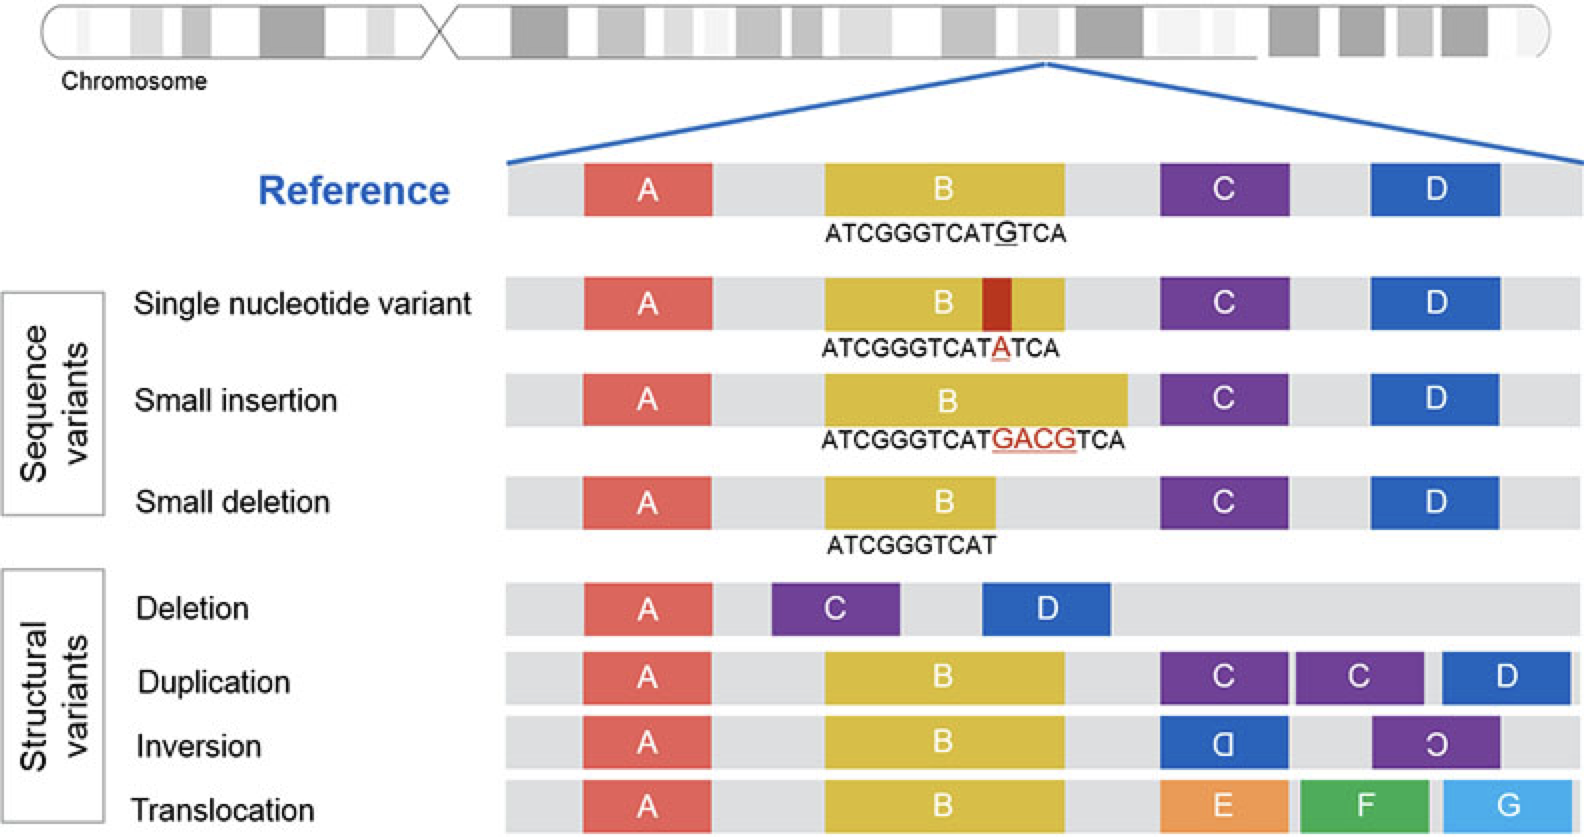 Chromosome
Reference
A B C D
ATCGGGTCATGTCA
Sequence
variants
Single nucleotide variant
A B C D
ATCGGGTCATATCA
Small insertion
A B C D
ATCGGGTCATGACGTCA
Small deletion
A B C D
ATCGGGTCAT
Structural
variants
Deletion
A C D
Duplication
A B C C D
Inversion
A B D C
Translocation
A B E F G